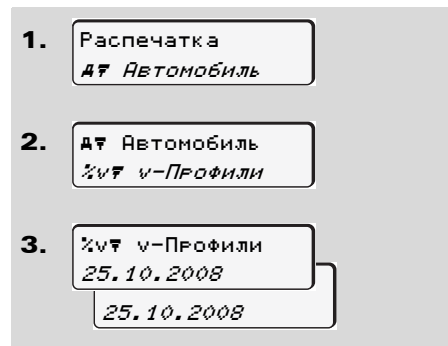 1. Распечатка
A▼ Автомобиль
2. A▼ Автомобиль
%v▼ v-Профили
3. %v▼ v-Профили
25.10.2008
25.10.2008